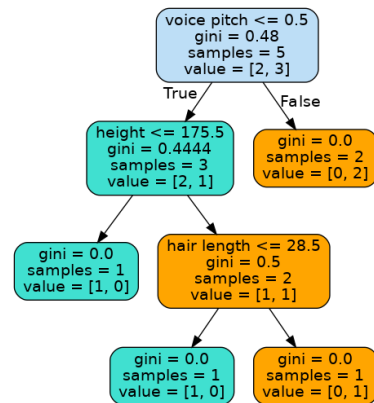 voice pitch <= 0.5
gini = 0.48
samples = 5
value = [2, 3]
True
False
height <= 175.5
gini = 0.4444
samples = 3
value = [2, 1]
gini = 0.0
samples = 2
value = [0, 2]
gini = 0.0
samples = 1
value = [1, 0]
hair length <= 28.5
gini = 0.5
samples = 2
value = [1, 1]
gini = 0.0
samples = 1
value = [1, 0]
gini = 0.0
samples = 1
value = [0, 1]